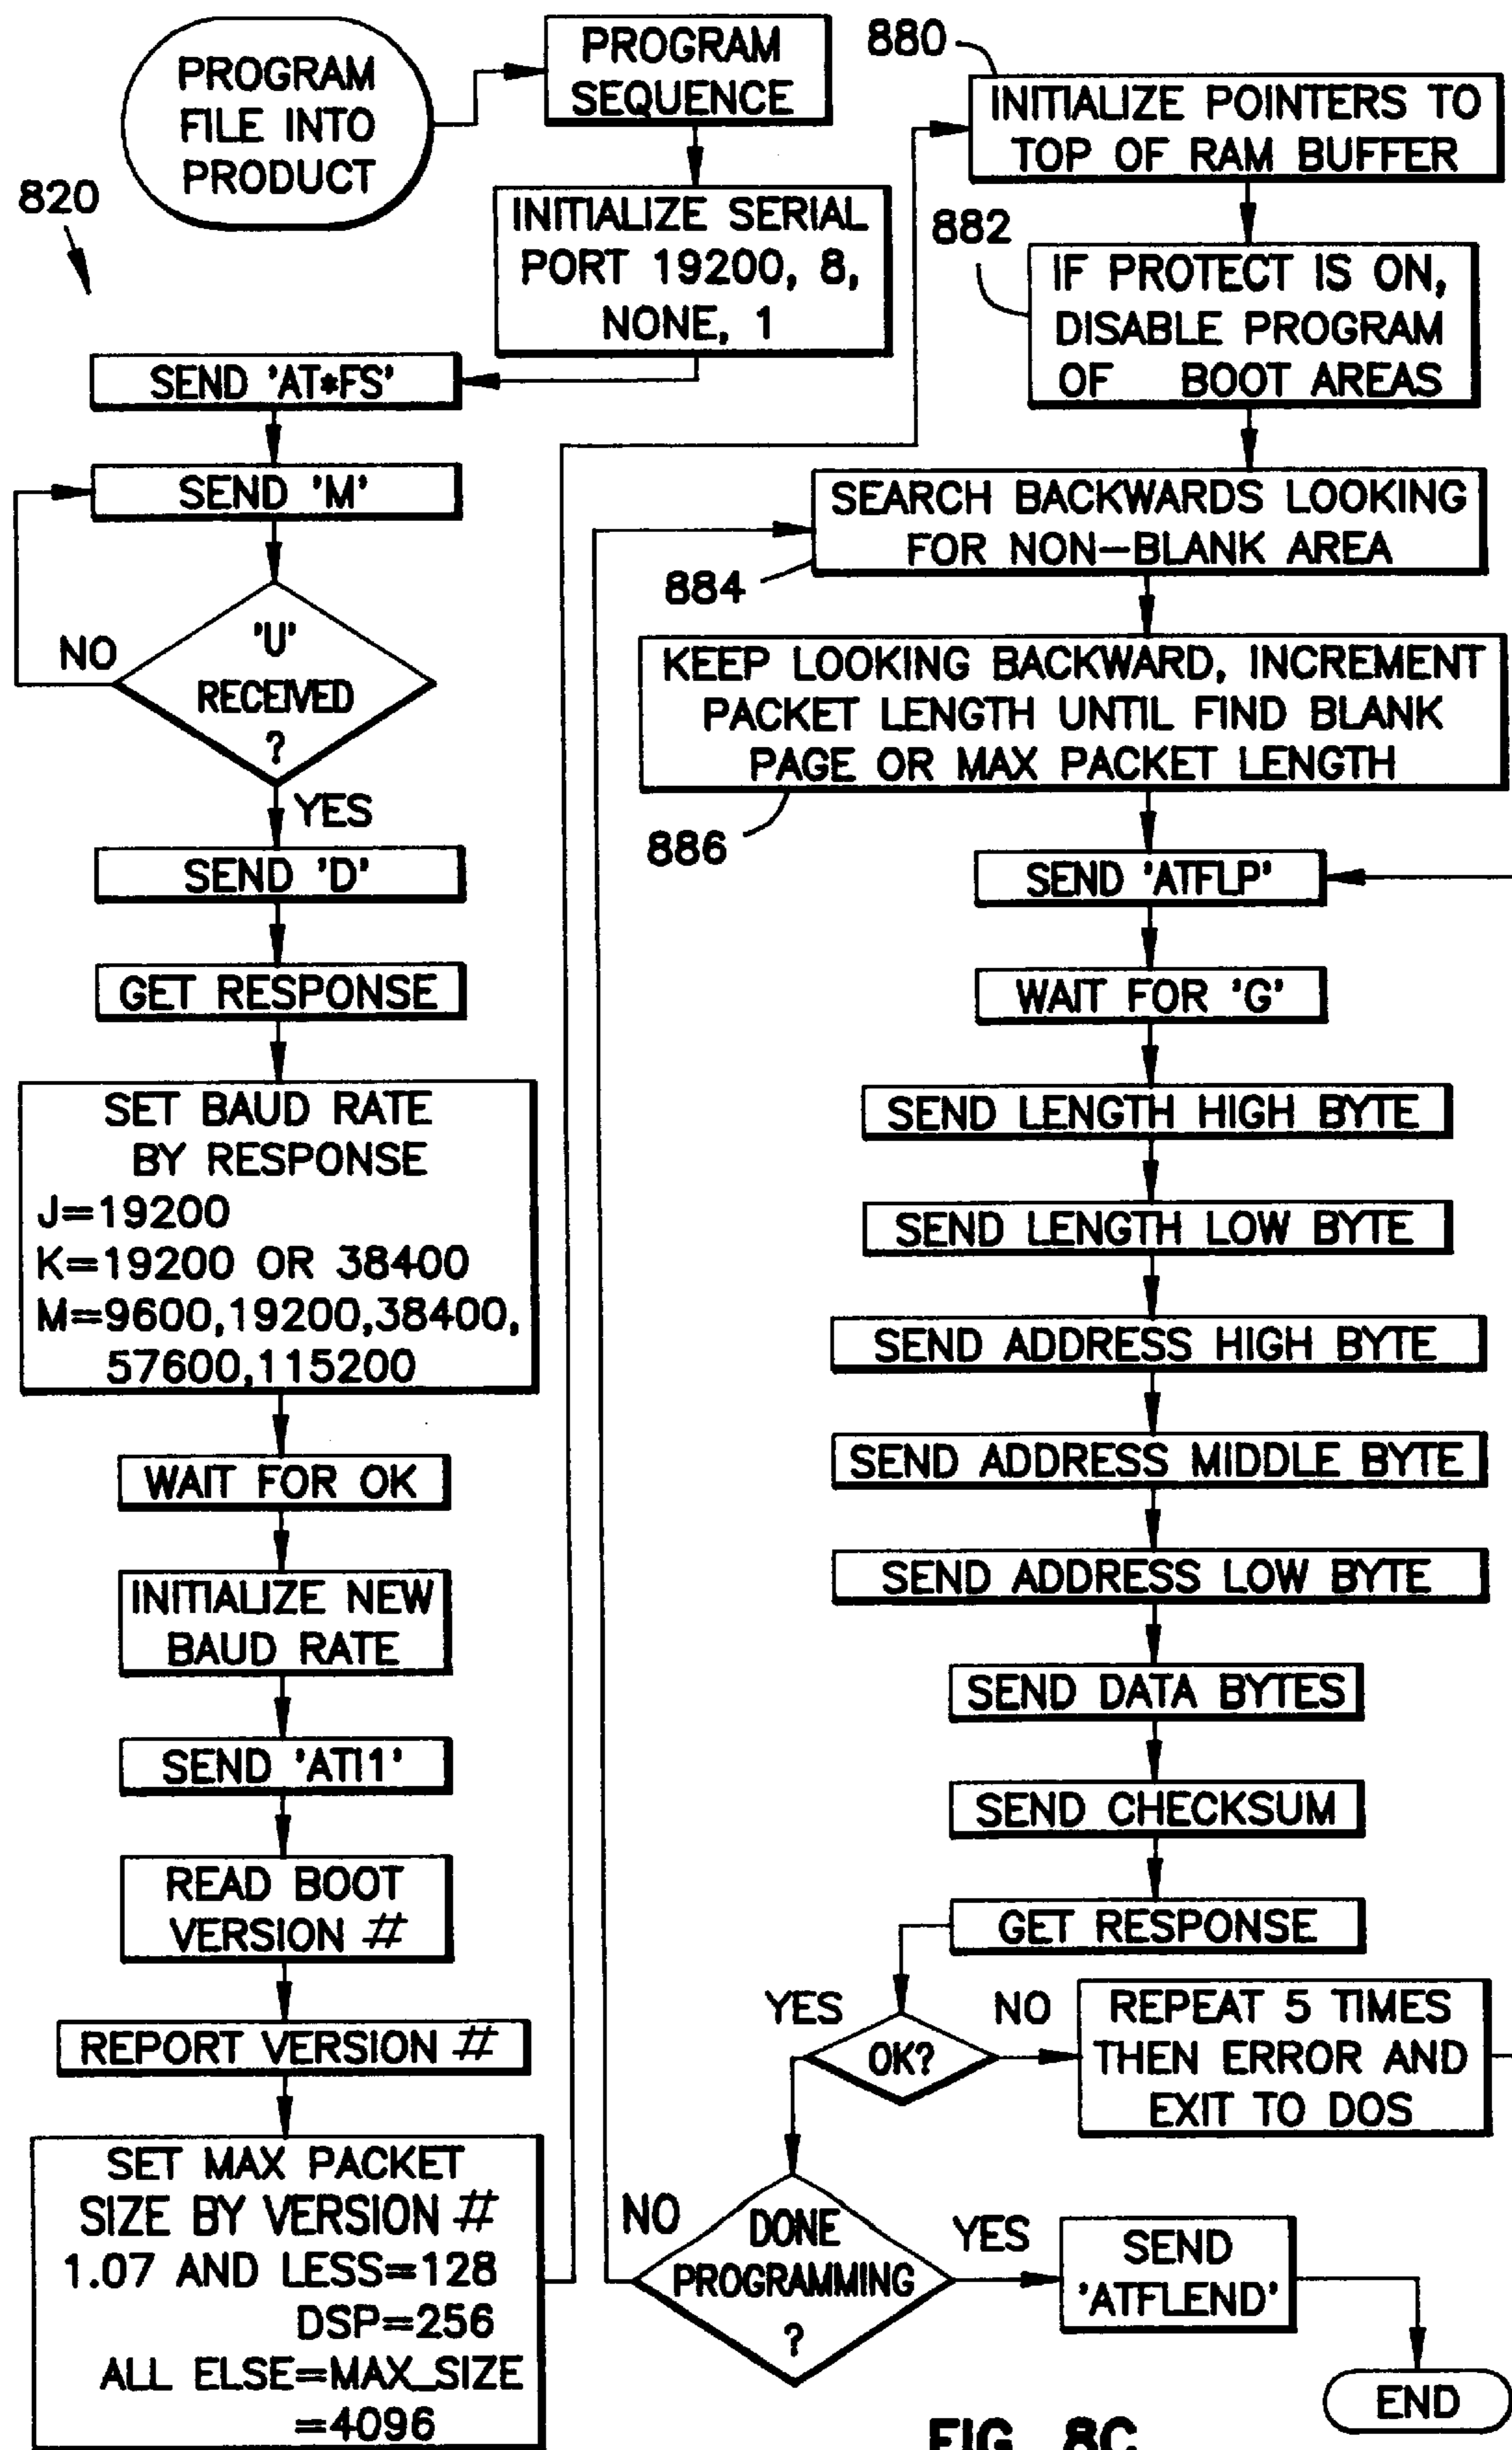 PROGRAM
FILE INTO
PRODUCT
820
PROGRAM
SEQUENCE
INITIALIZE SERIAL
PORT 19200, 8,
NONE, 1
SEND 'AT*FS'
SEND 'M'
'U'
RECEIVED
?
NO
YES
SEND 'D'
GET RESPONSE
SET BAUD RATE
BY RESPONSE
J=19200
K=19200 OR 38400
M=9600,19200,38400,
57600,115200
WAIT FOR OK
INITIALIZE NEW
BAUD RATE
SEND 'ATI1'
READ BOOT
VERSION #
REPORT VERSION #
SET MAX PACKET
SIZE BY VERSION #
1.07 AND LESS=128
DSP=256
ALL ELSE=MAX_SIZE
=4096
880
INITIALIZE POINTERS TO
TOP OF RAM BUFFER
882
IF PROTECT IS ON,
DISABLE PROGRAM
OF BOOT AREAS
SEARCH BACKWARDS LOOKING
FOR NON-BLANK AREA
884
KEEP LOOKING BACKWARD, INCREMENT
PACKET LENGTH UNTIL FIND BLANK
PAGE OR MAX PACKET LENGTH
886
SEND 'ATFLP'
WAIT FOR 'G'
SEND LENGTH HIGH BYTE
SEND LENGTH LOW BYTE
SEND ADDRESS HIGH BYTE
SEND ADDRESS MIDDLE BYTE
SEND ADDRESS LOW BYTE
SEND DATA BYTES
SEND CHECKSUM
GET RESPONSE
YES
OK?
NO
REPEAT 5 TIMES
THEN ERROR AND
EXIT TO DOS
NO
DONE
PROGRAMMING
?
YES
SEND
'ATFLEND'
END
FIG. 8C